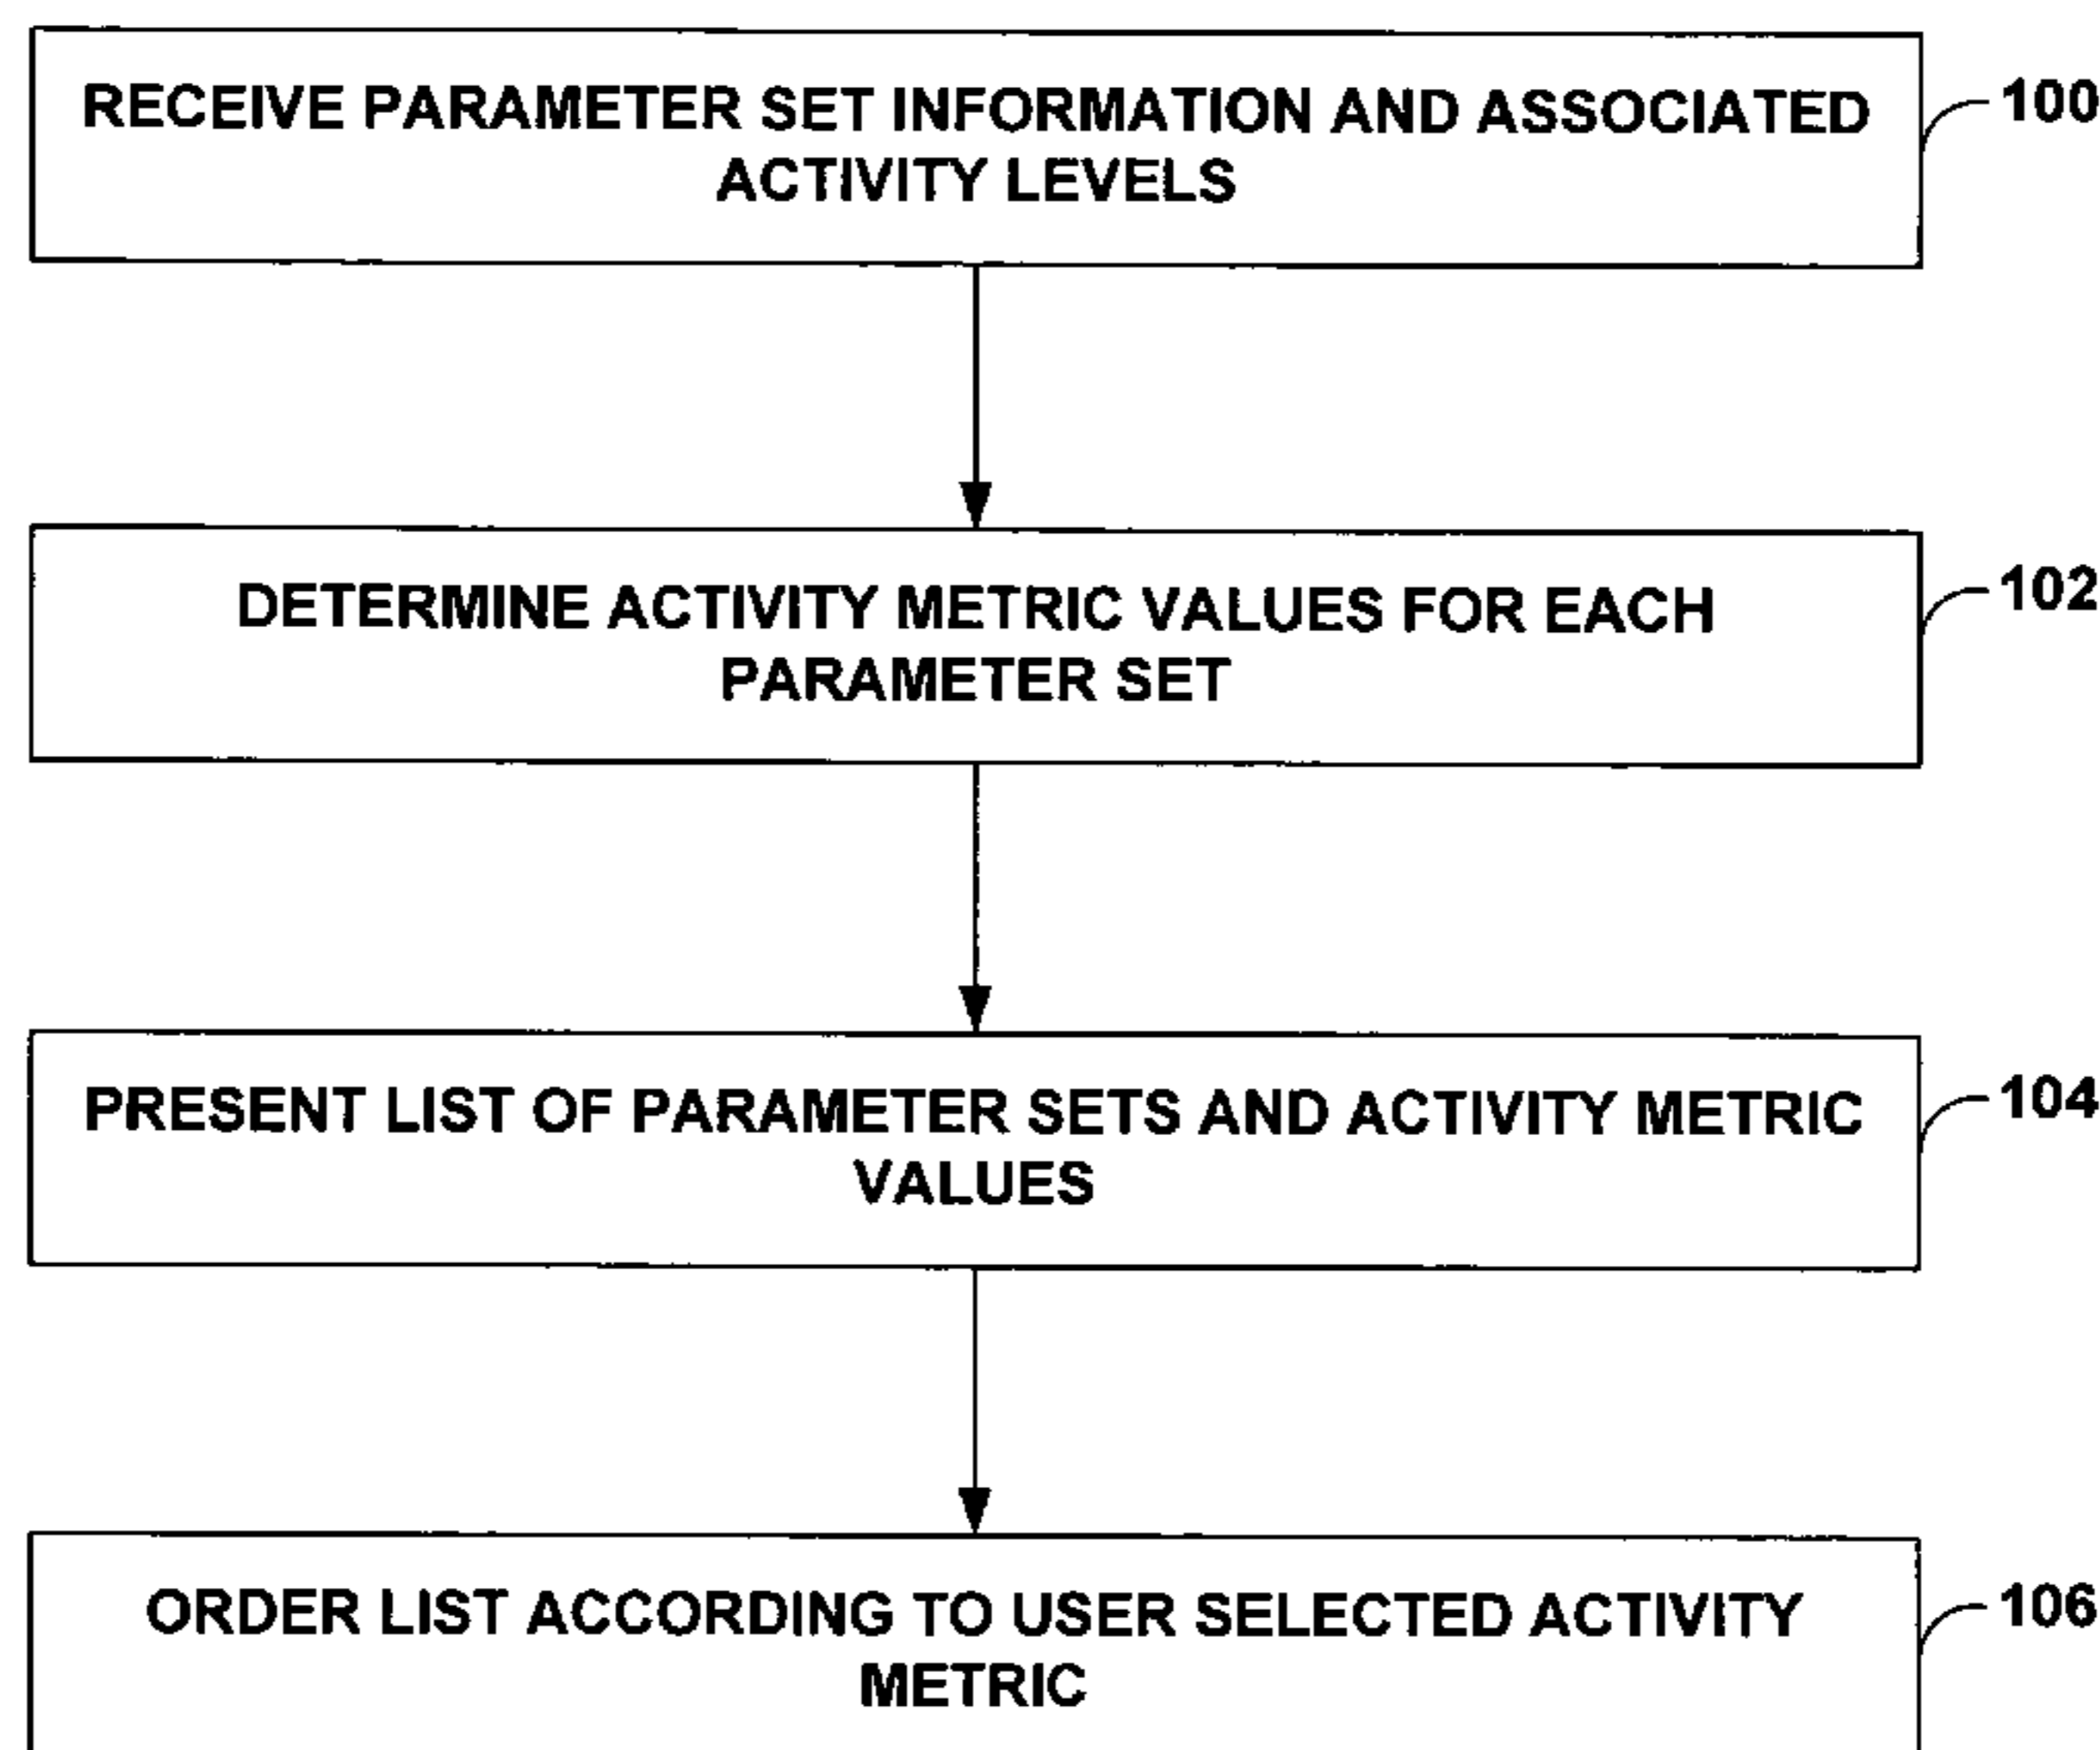 RECEIVE PARAMETER SET INFORMATION AND ASSOCIATED
ACTIVITY LEVELS
100
DETERMINE ACTIVITY METRIC VALUES FOR EACH
PARAMETER SET
102
PRESENT LIST OF PARAMETER SETS AND ACTIVITY METRIC
VALUES
104
ORDER LIST ACCORDING TO USER SELECTED ACTIVITY
METRIC
106